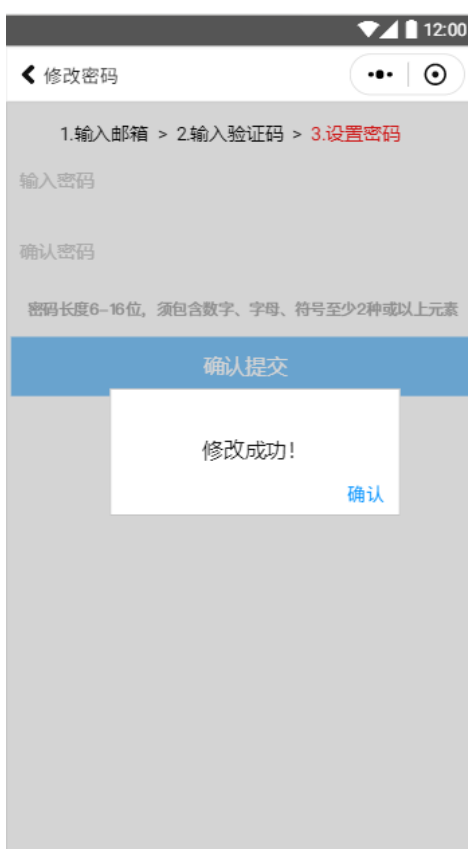 12:00
修改密码
1.输入邮箱 > 2.输入验证码 > 3.设置密码
输入密码
确认密码
密码长度6-16位，须包含数字、字母、符号至少2种或以上元素
确认提交
修改成功！
确认